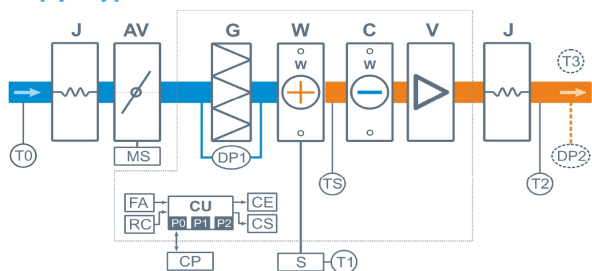 J AV G W C V J
w w
T3
T0
MS
DP1
TS
T2
DP2
FA CU CE
RC P0 P1 P2 CS
CP S T1